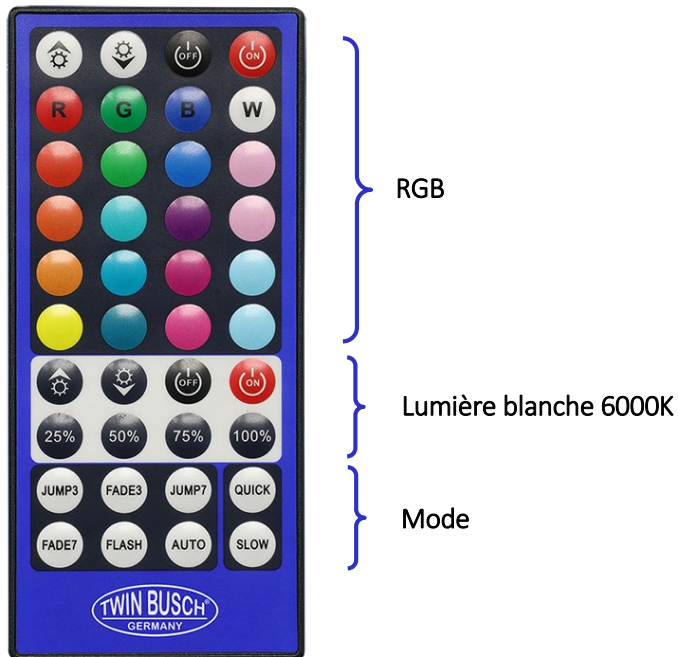 OFF ON
R G B W
RGB
OFF ON
25% 50% 75% 100%
Lumière blanche 6000K
JUMP3 FADE3 JUMP7 QUICK
FADE7 FLASH AUTO SLOW
Mode
TWIN BUSCH®
GERMANY